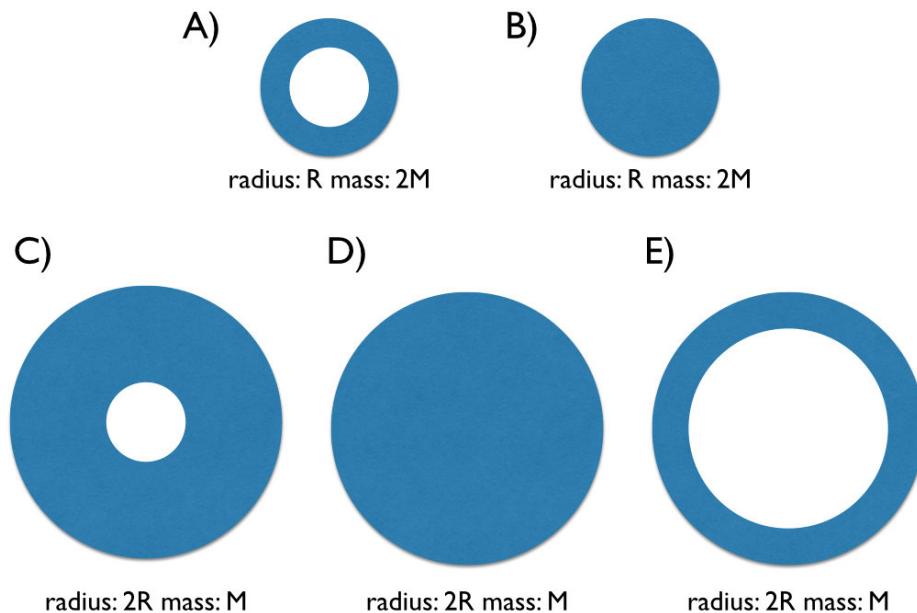 A)
B)
radius: R mass: 2M
radius: R mass: 2M
C)
D)
E)
radius: 2R mass: M
radius: 2R mass: M
radius: 2R mass: M